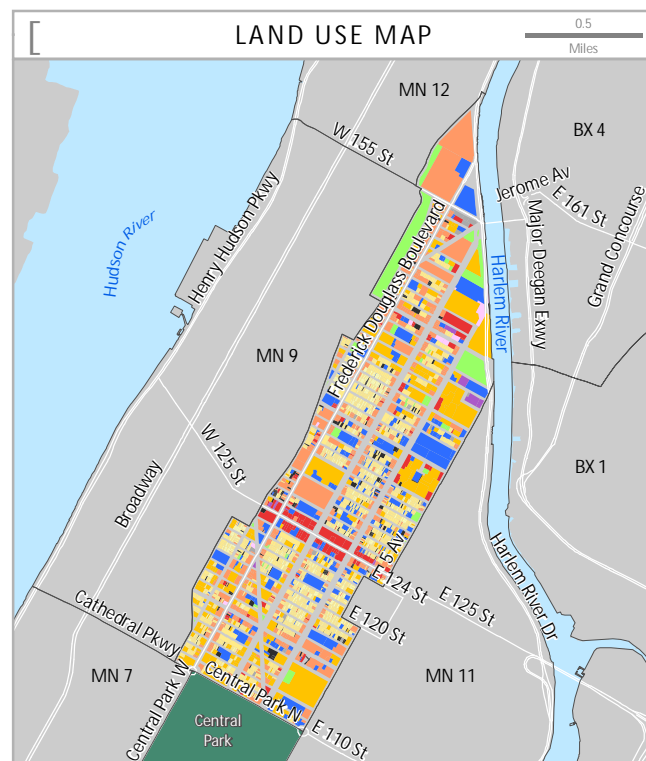 [ LAND USE MAP
0.5
Miles
MN 12
BX 4
W 155 St
Jerome Av
E 161 St
Henry Hudson Pkwy
Hudson River
Frederick Douglass Boulevard
Harlem River
Major Deegan Exwy
Grand Concourse
MN 9
W 125 St
Broadway
BX 1
5 Av
E 124 St
E 125 St
Harlem River Dr
E 120 St
Cathedral Pkwy
MN 7
Central Park W
Central Park N
MN 11
Central
Park
E 110 St